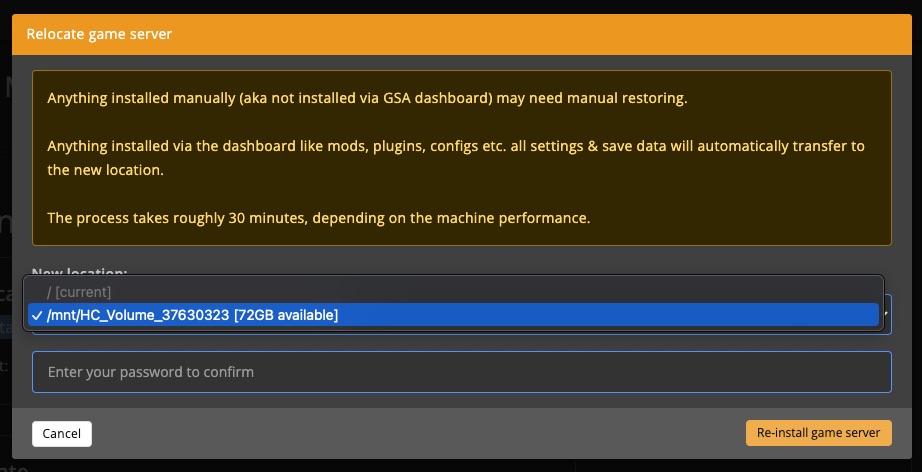 Relocate game server
Anything installed manually (aka not installed via GSA dashboard) may need manual restoring.
Anything installed via the dashboard like mods, plugins, configs etc. all settings & save data will automatically transfer to
the new location.
The process takes roughly 30 minutes, depending on the machine performance.
New location:
/ [current]
✓ /mnt/HC_Volume_37630323 [72GB available]
Enter your password to confirm
Cancel
Re-install game server